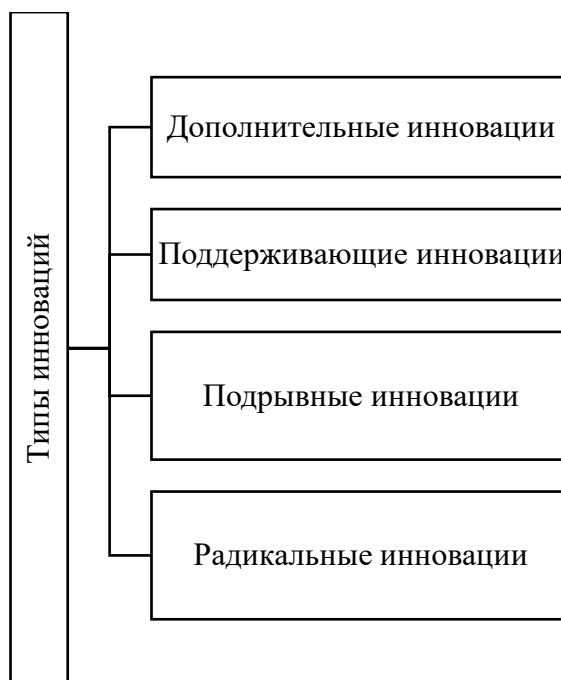 Типы инноваций
Дополнительные инновации
Поддерживающие инновации
Подрывные инновации
Радикальные инновации